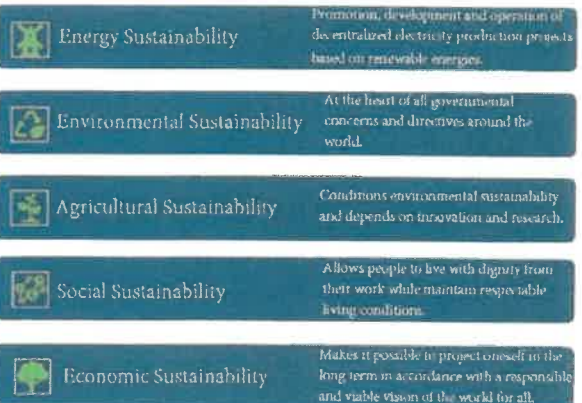 Energy Sustainability
Promotion, development and operation of
decentralized electricity production projects
based on renewable energies.
Environmental Sustainability
At the heart of all governmental
concerns and directives around the
world.
Agricultural Sustainability
Conditions environmental sustainability
and depends on innovation and research.
Social Sustainability
Allows people to live with dignity from
their work while maintain respectable
living conditions.
Economic Sustainability
Makes it possible to project oneself in the
long term in accordance with a responsible
and viable vision of the world for all.